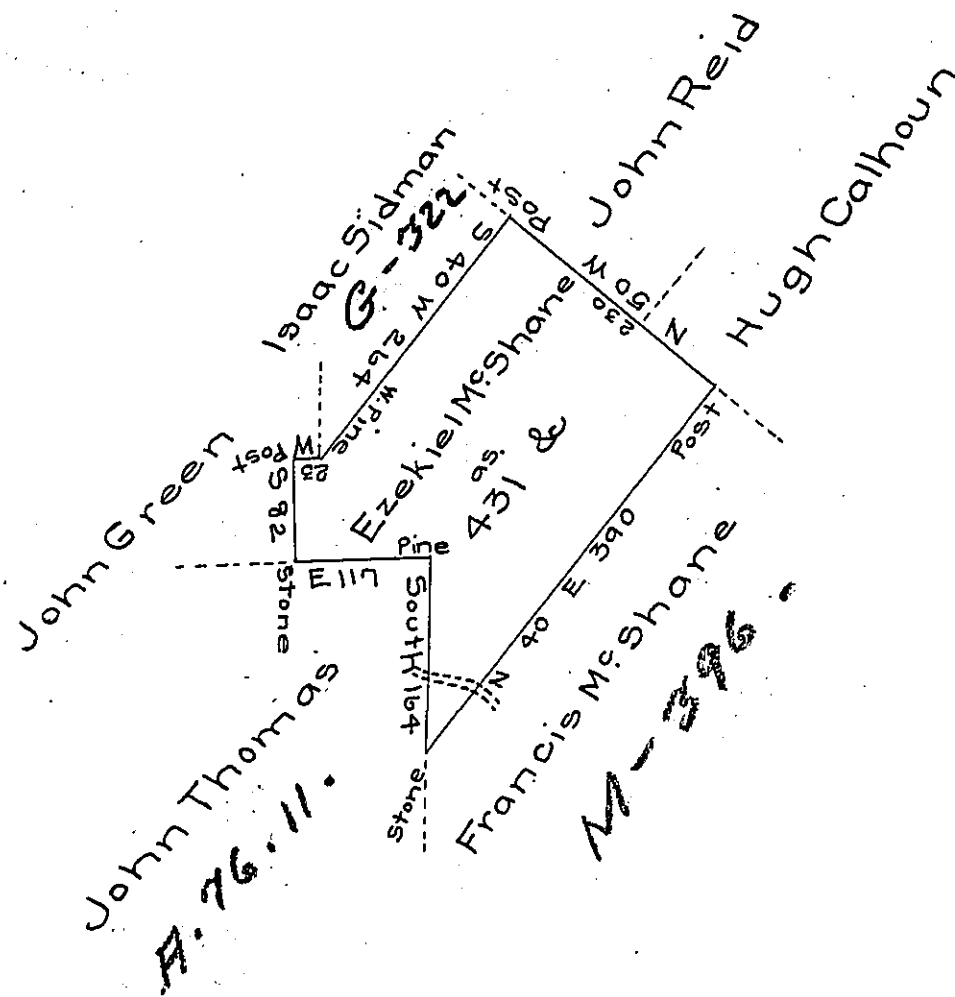 John Reid
Hugh Calhoun
Isaac Sidman
G-322
Post
S 40 W 264
W.Pine
N 50 W
230
Ezekiel McShane
as.
431 &
John Green
Post
W
23
S 82
Stone
E 117
Pine
South 164
Stone
N 40 E 390
Post
Francis McShane
M-396.
John Thomas
A.76.11.